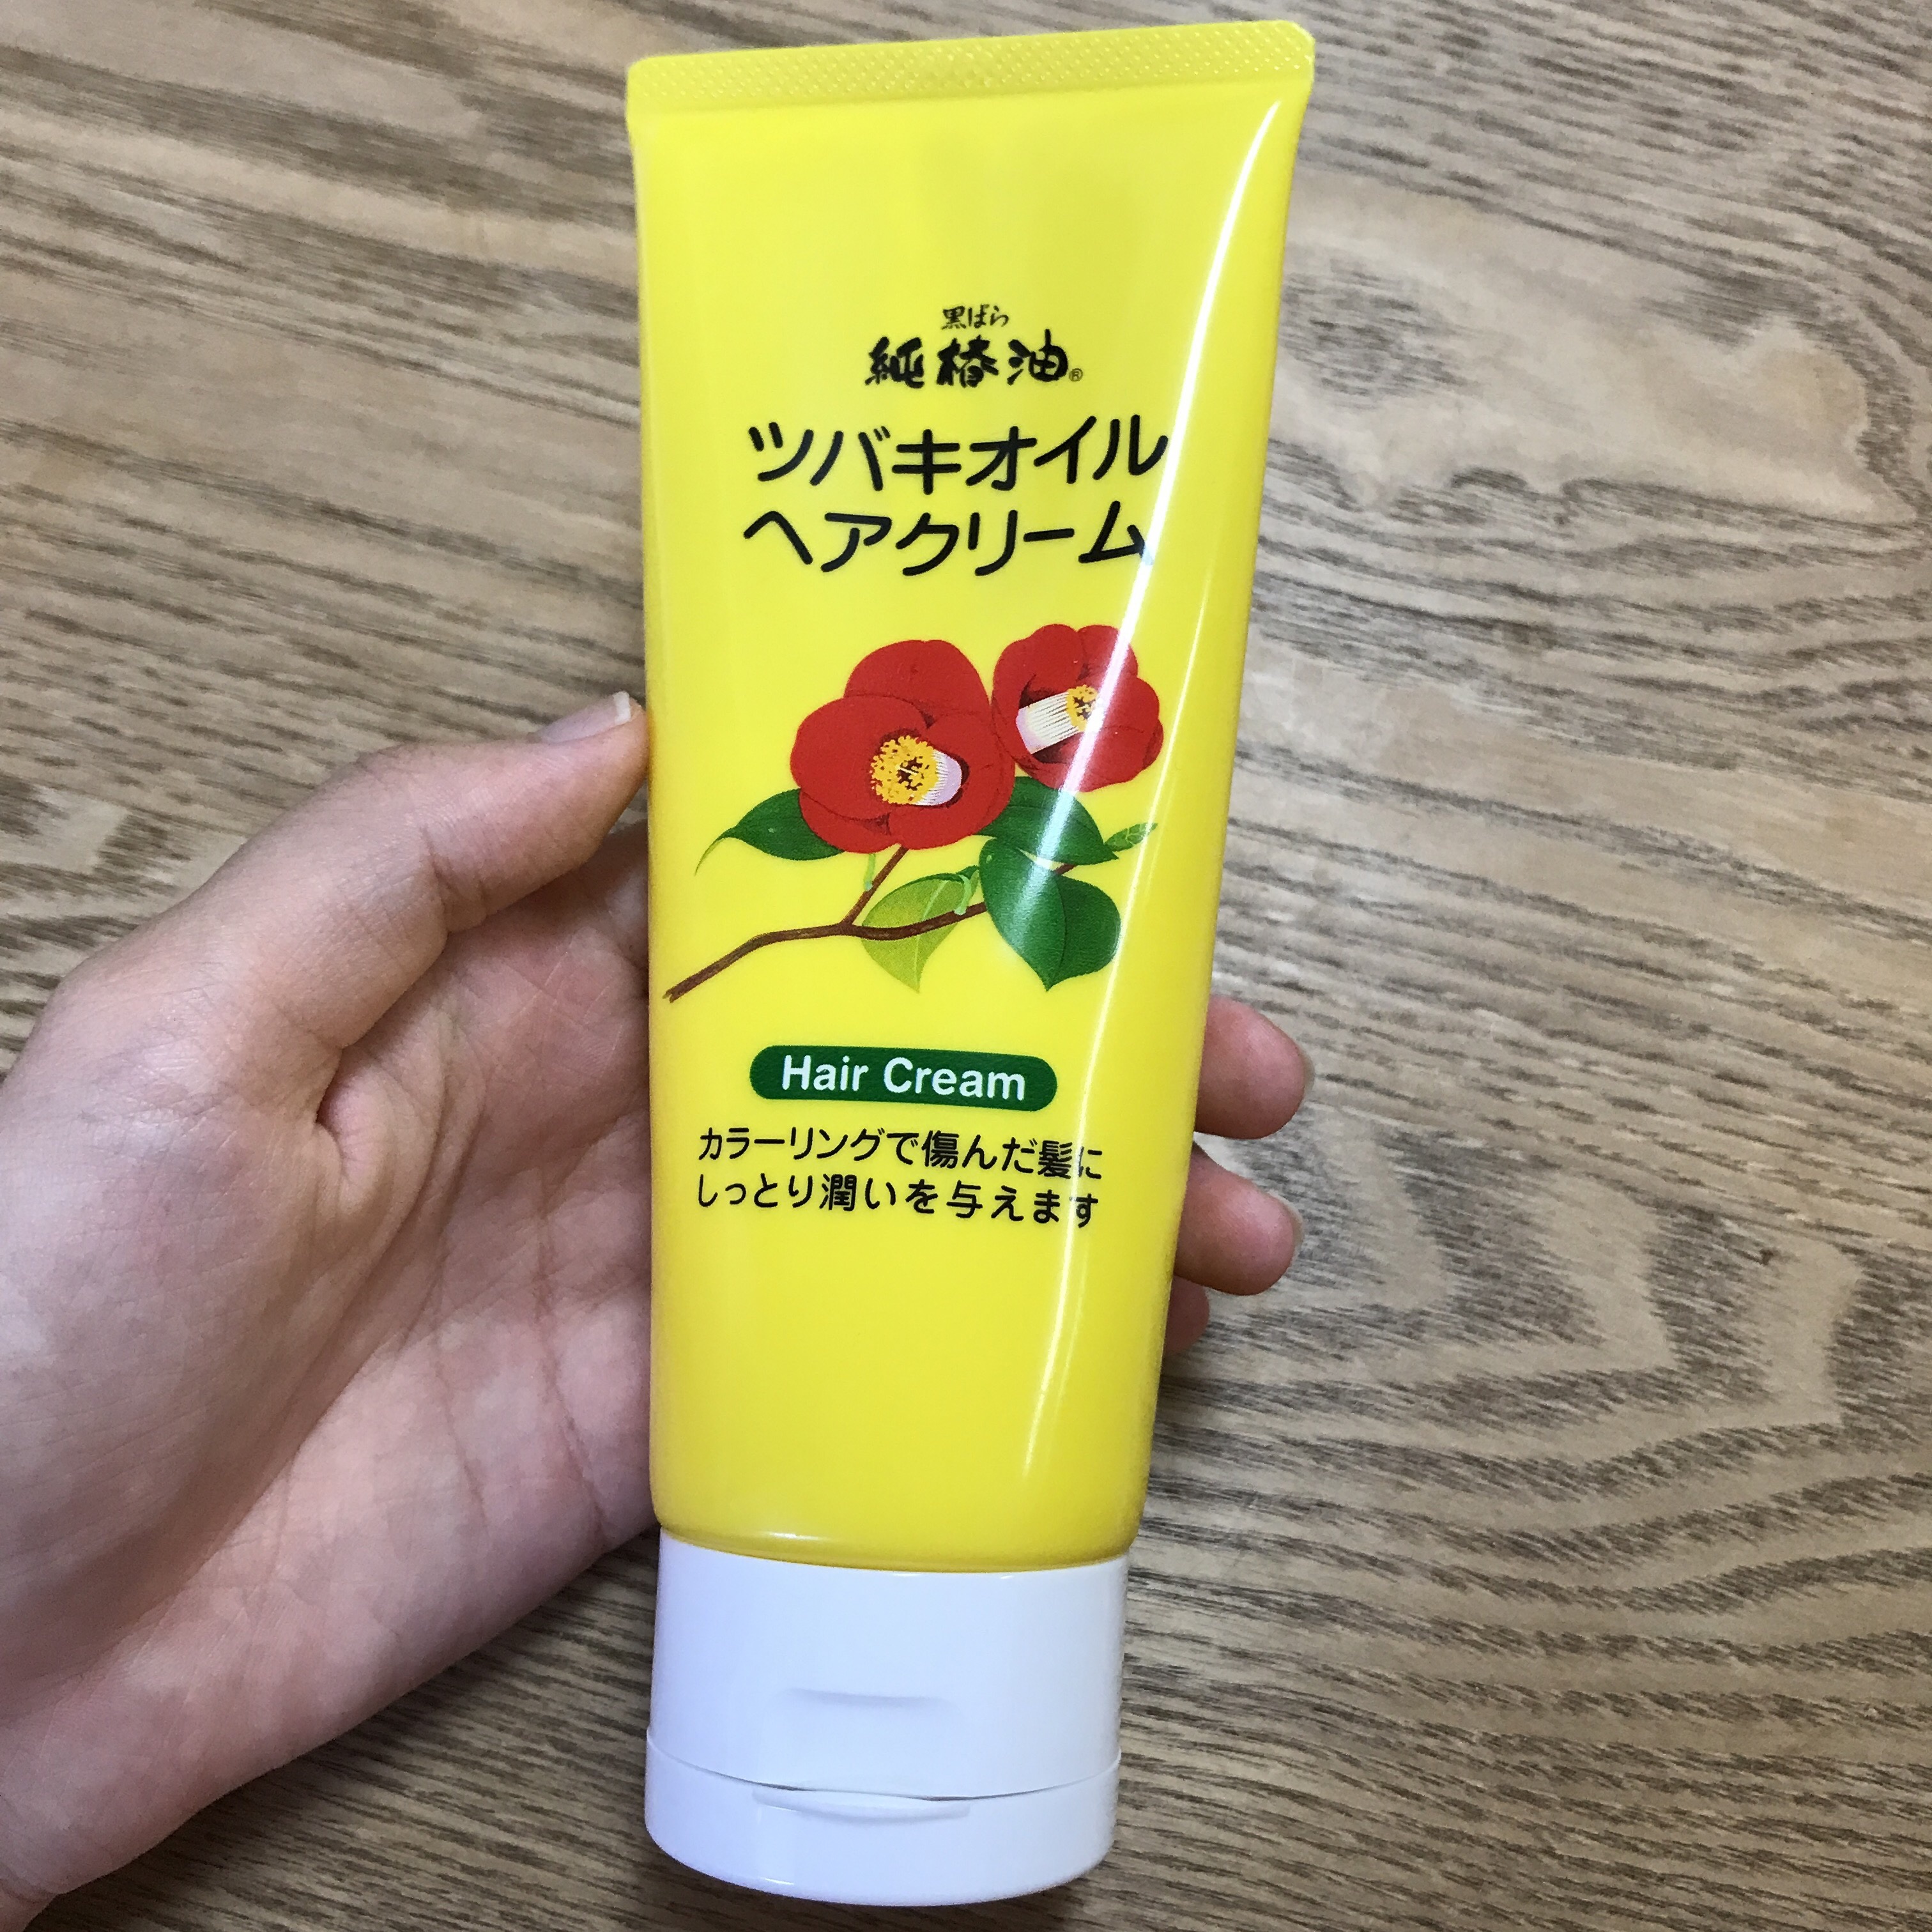 黒ばら
純椿油®
ツバキオイル
ヘアクリーム
Hair Cream
カラーリングで傷んだ髪に
しっとり潤いを与えます